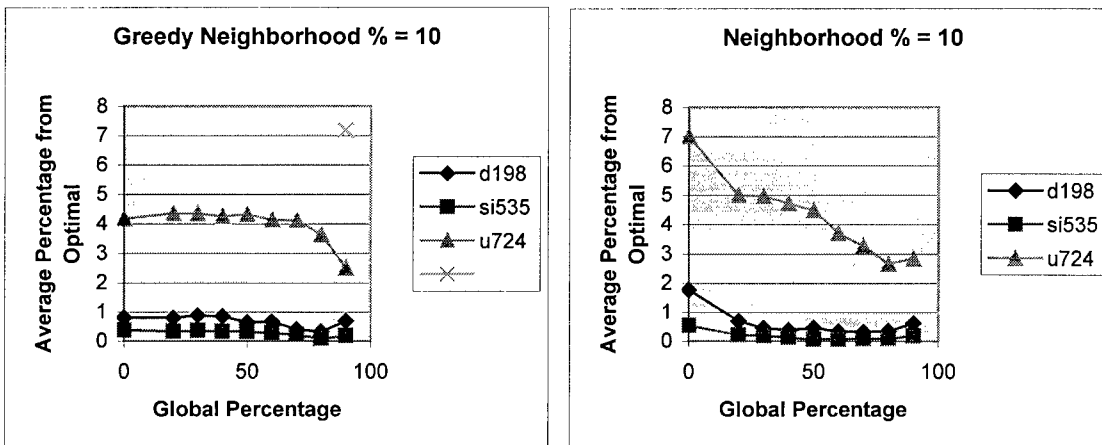 Greedy Neighborhood % = 10
8
7
6
5
4
3
2
1
0
Average Percentage from
Optimal
0
50
100
Global Percentage
d198
si535
u724
Neighborhood % = 10
8
7
6
5
4
3
2
1
0
Average Percentage from
Optimal
0
50
100
Global Percentage
d198
si535
u724